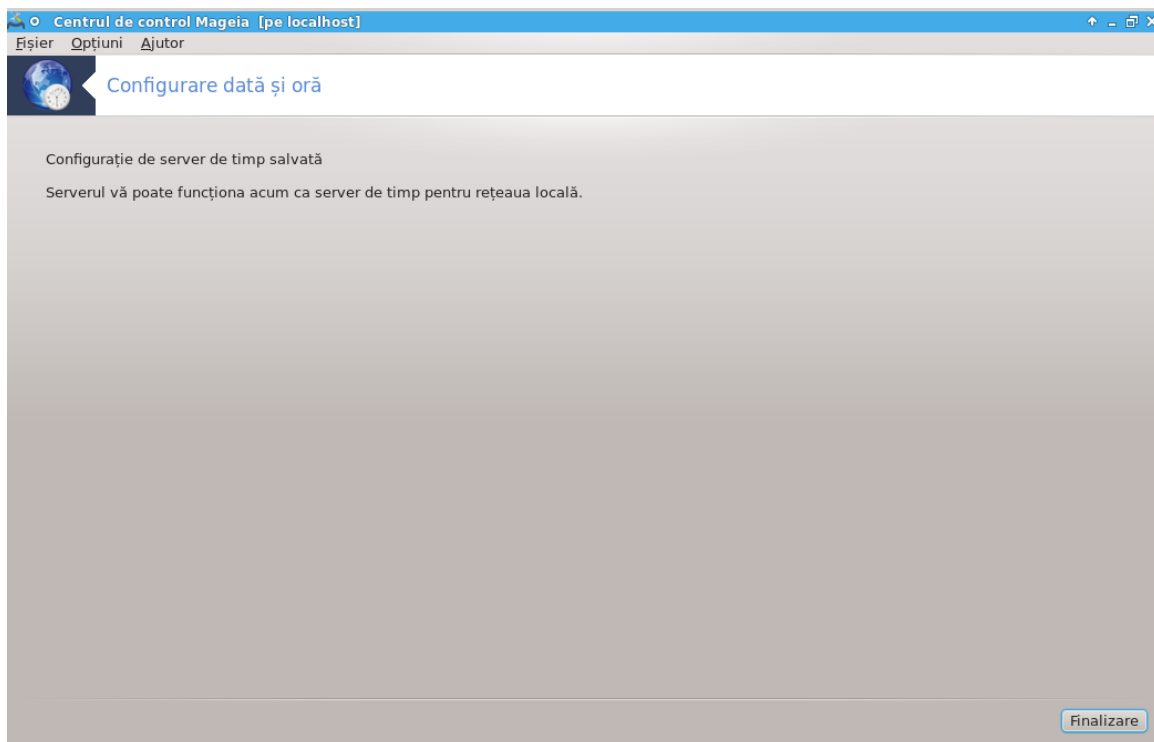 Centrul de control Mageia [pe localhost]
Fișier Opțiuni Ajutor
Configurare dată și oră
Configurație de server de timp salvată
Serverul vă poate funcționa acum ca server de timp pentru rețeaua locală.
Finalizare